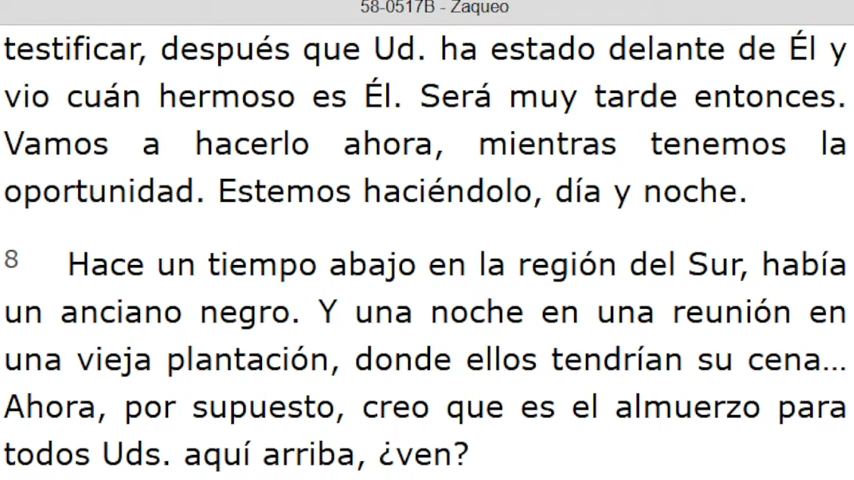 58-0517B - Zaqueo
testificar, después que Ud. ha estado delante de Él y
vio cuán hermoso es Él. Será muy tarde entonces.
Vamos a hacerlo ahora, mientras tenemos la
oportunidad. Estemos haciéndolo, día y noche.
8 Hace un tiempo abajo en la región del Sur, había
un anciano negro. Y una noche en una reunión en
una vieja plantación, donde ellos tendrían su cena...
Ahora, por supuesto, creo que es el almuerzo para
todos Uds. aquí arriba, ¿ven?